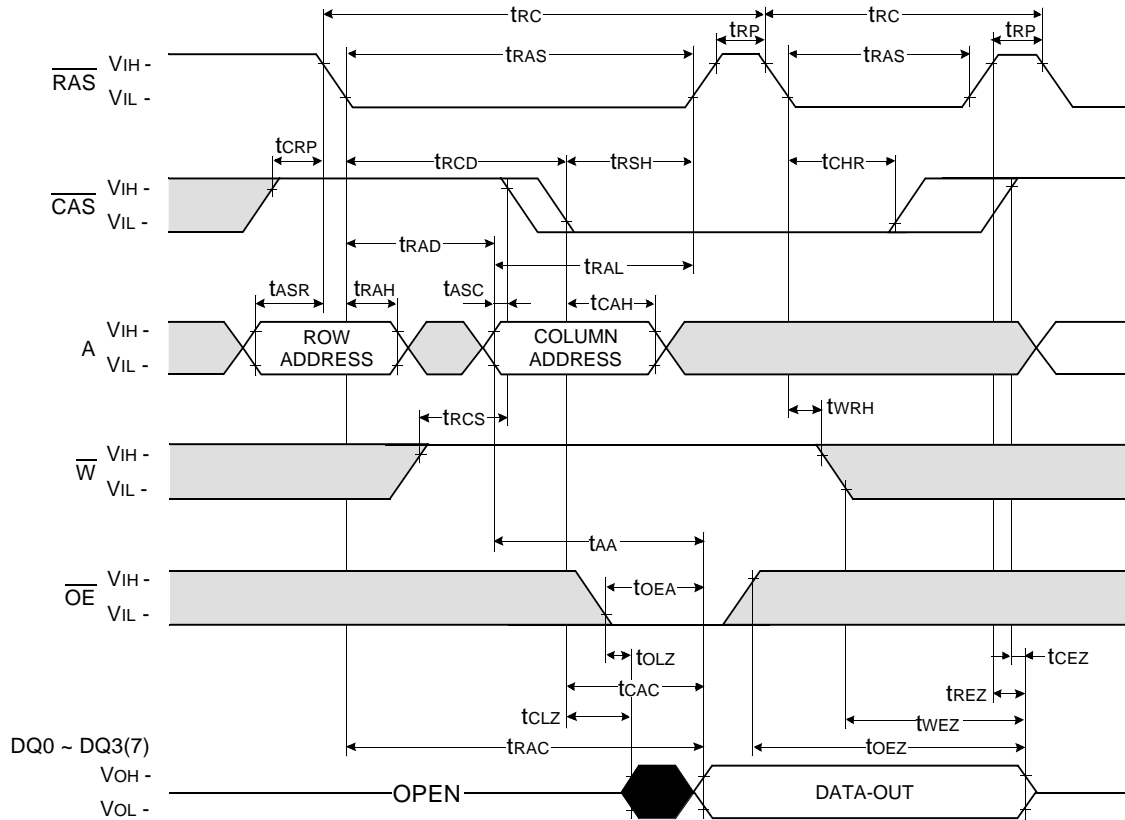 tRC tRC
tRP tRP
tRAS tRAS
RAS VIH -
VIL -
tCRP tRCD tRSH tCHR
CAS VIH -
VIL -
tRAD tRAL
tASR tRAH tASC tCAH
A VIH -
VIL -
ROW ADDRESS
COLUMN ADDRESS
tRCS tWRH
W VIH -
VIL -
tAA
OE VIH -
VIL -
tOEA
tOLZ tCEZ
tCAC tREZ
tCLZ tWEZ
DQ0 ~ DQ3(7) tRAC tOEZ
VOH -
VOL -
OPEN DATA-OUT